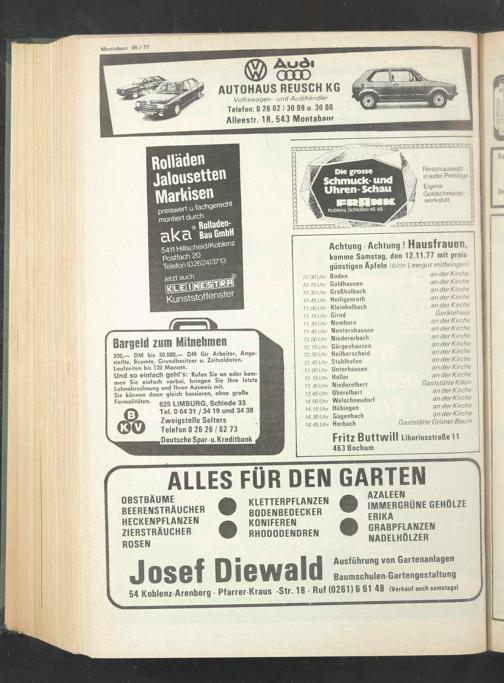 Montabaur 45 / 77
Audi
AUTOHAUS REUSCH KG
Volkswagen- und Audihändler
Telefon: 0 26 02 / 30 09 u. 30 00
Alleestr. 18, 543 Montabaur
Rolläden
Jalousetten
Markisen
preiswert u. fachgerecht
montiert durch
aka Rolladen-
Bau GmbH
5411 Hillscheid/Koblenz
Postfach 20
Telefon (02624) 3713
jetzt auch
KLEINESTRA
Kunststoffenster
Die grosse
Schmuck- und
Uhren-Schau
FRANK
Koblenz, Schloßstr. 46-48
Riesenauswahl
in jeder Preislage
Eigene
Goldschmiede-
werkstatt
Achtung - Achtung ! Hausfrauen,
komme Samstag, den 12.11.77 mit preis-
günstigen Äpfeln (bitte Leergut mitbringen)
10.00 Uhr Boden an der Kirche
10.15 Uhr Goldhausen an der Kirche
10.30 Uhr Großholbach an der Kirche
10.45 Uhr Heiligenroth an der Kirche
11.00 Uhr Kleinholbach an der Kirche
11.15 Uhr Girod Gerätehaus
11.30 Uhr Nomborn an der Kirche
11.45 Uhr Nentershausen an der Kirche
12.00 Uhr Niedererbach an der Kirche
12.15 Uhr Görgeshausen an der Kirche
12.30 Uhr Heilberscheid an der Kirche
12.45 Uhr Stahlhofen an der Kirche
13.00 Uhr Unterhausen an der Kirche
13.15 Uhr Holler an der Kirche
13.30 Uhr Niederelbert Gaststätte Kilian
13.45 Uhr Oberelbert an der Kirche
14.00 Uhr Welschneudorf an der Kirche
14.15 Uhr Hübingen an der Kirche
14.30 Uhr Gagenbach an der Kirche
14.45 Uhr Horbach Gaststätte Grüner Baum
Fritz Buttwill Liboriusstraße 11
463 Bochum
Bargeld zum Mitnehmen
500,— DM bis 50 000,— DM für Arbeiter, Ange-
stellte, Beamte, Grundbesitzer u. Zeitsoldaten.
Laufzeiten bis 120 Monate.
Und so einfach geht's: Rufen Sie an oder kom-
men Sie einfach vorbei, bringen Sie Ihre letzte
Lohnabrechnung und Ihren Ausweis mit.
Sie können dann gleich kassieren, ohne große
Formalitäten.
625 LIMBURG, Schiede 33
Tel. 0 64 31 / 34 19 und 34 38
Zweigstelle Selters
Telefon 0 26 26 / 62 73
B
K V
Deutsche Spar- u. Kreditbank
ALLES FÜR DEN GARTEN
OBSTBÄUME
BEERENSTRÄUCHER
HECKENPFLANZEN
ZIERSTRÄUCHER
ROSEN
KLETTERPFLANZEN
BODENBEDECKER
KONIFEREN
RHODODENDREN
AZALEEN
IMMERGRÜNE GEHÖLZE
ERIKA
GRABPFLANZEN
NADELHÖLZER
Josef Diewald
Ausführung von Gartenanlagen
Baumschulen-Gartengestaltung
54 Koblenz-Arenberg · Pfarrer-Kraus -Str. 18 · Ruf (0261) 6 61 48 (Verkauf auch samstags)